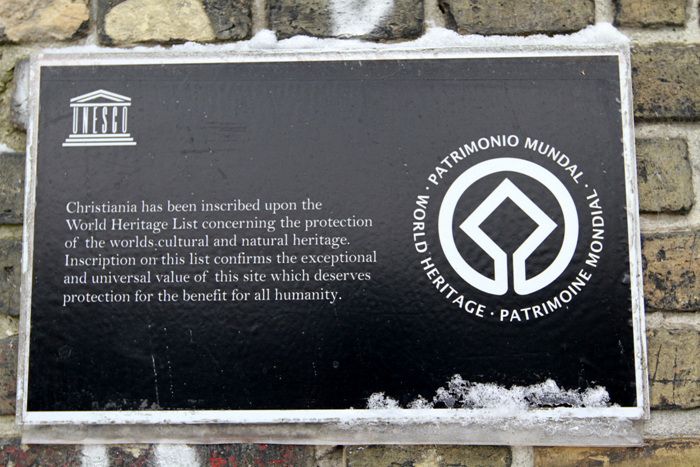 UNESCO
Christiania has been inscribed upon the
World Heritage List concerning the protection
of the worlds cultural and natural heritage.
Inscription on this list confirms the exceptional
and universal value of this site which deserves
protection for the benefit for all humanity.
· PATRIMONIO MUNDAL · WORLD HERITAGE · PATRIMOINE MONDIAL